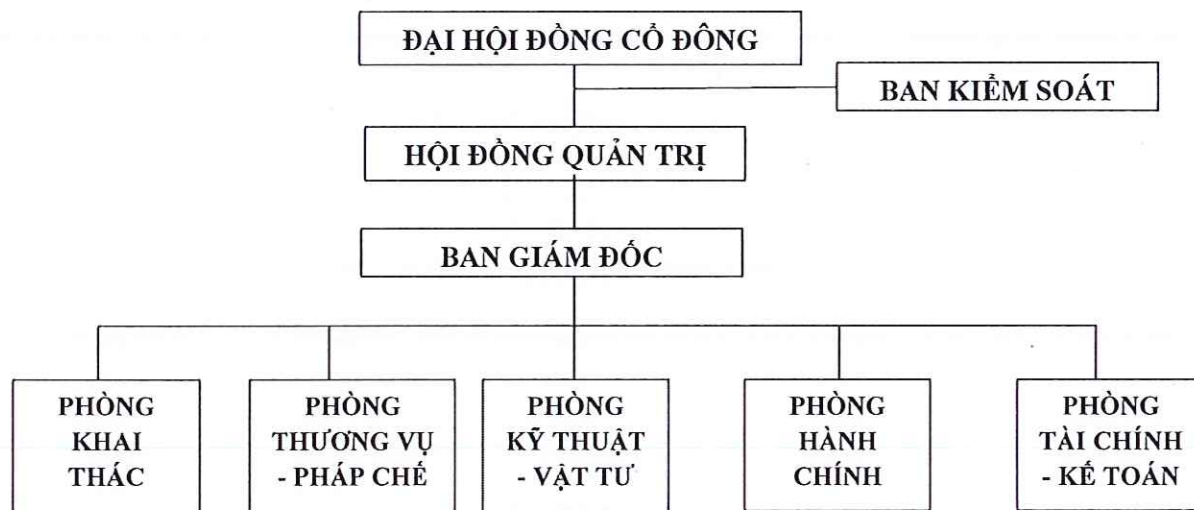 ĐẠI HỘI ĐỒNG CỔ ĐÔNG
BAN KIỂM SOÁT
HỘI ĐỒNG QUẢN TRỊ
BAN GIÁM ĐỐC
PHÒNG
KHAI
THÁC
PHÒNG
THƯƠNG VỤ
- PHÁP CHẾ
PHÒNG
KỸ THUẬT
- VẬT TƯ
PHÒNG
HÀNH
CHÍNH
PHÒNG
TÀI CHÍNH
- KẾ TOÁN